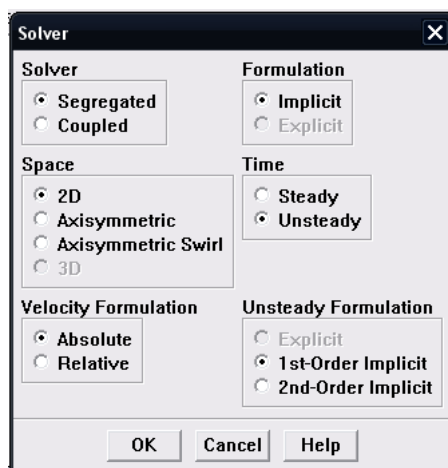 Solver
Solver
Segregated
Coupled
Formulation
Implicit
Explicit
Space
2D
Axisymmetric
Axisymmetric Swirl
3D
Time
Steady
Unsteady
Velocity Formulation
Absolute
Relative
Unsteady Formulation
Explicit
1st-Order Implicit
2nd-Order Implicit
OK
Cancel
Help